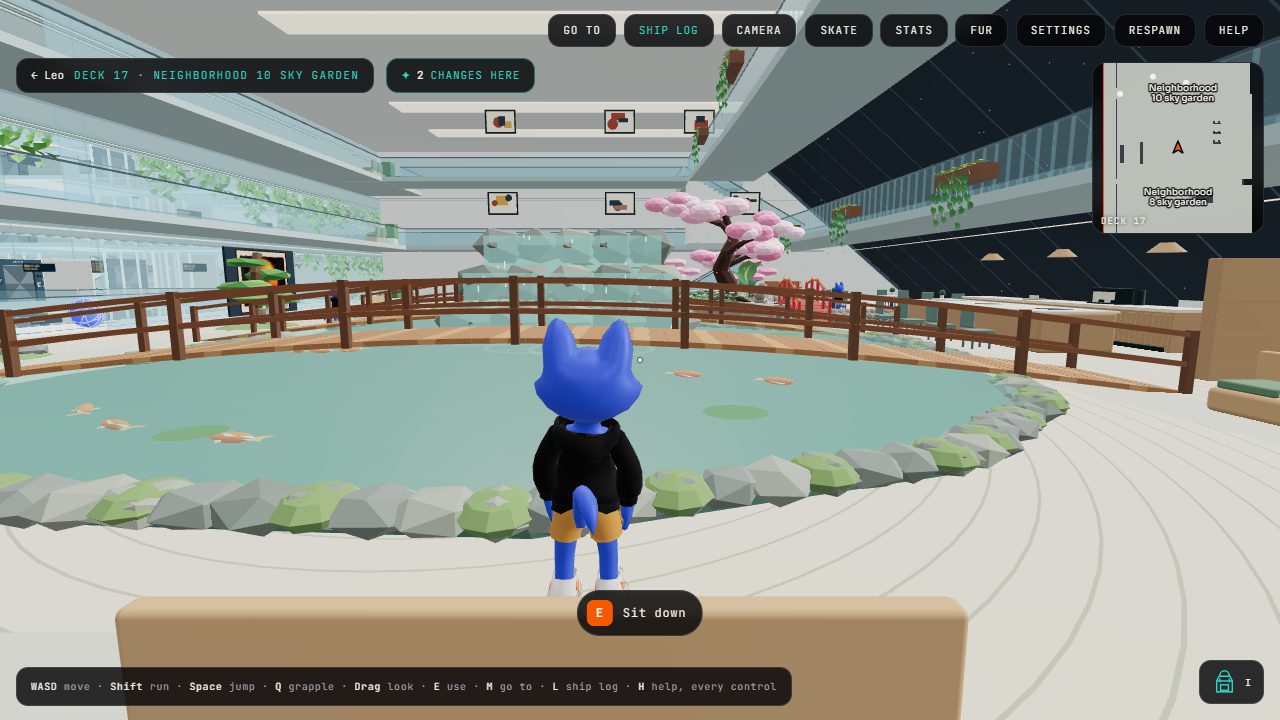 GO TO
SHIP LOG
CAMERA
SKATE
STATS
FUR
SETTINGS
RESPAWN
HELP
← Leo DECK 17 · NEIGHBORHOOD 10 SKY GARDEN
✦ 2 CHANGES HERE
Neighborhood
10 sky garden
Neighborhood
8 sky garden
DECK 17
E Sit down
WASD move · Shift run · Space jump · Q grapple · Drag look · E use · M go to · L ship log · H help, every control
I